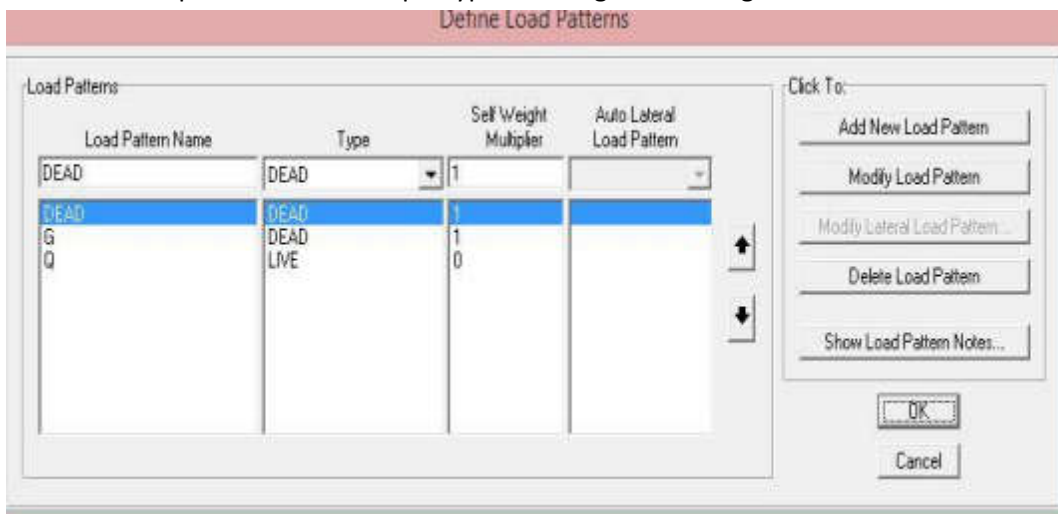 Define Load Patterns
Load Patterns
Click To:
Load Pattern Name
Type
Self Weight
Multiplier
Auto Lateral
Load Pattern
DEAD DEAD 1
DEAD DEAD 1
G DEAD 1
Q LIVE 0
Add New Load Pattern
Modify Load Pattern
Modify Lateral Load Pattern...
Delete Load Pattern
Show Load Pattern Notes...
OK
Cancel